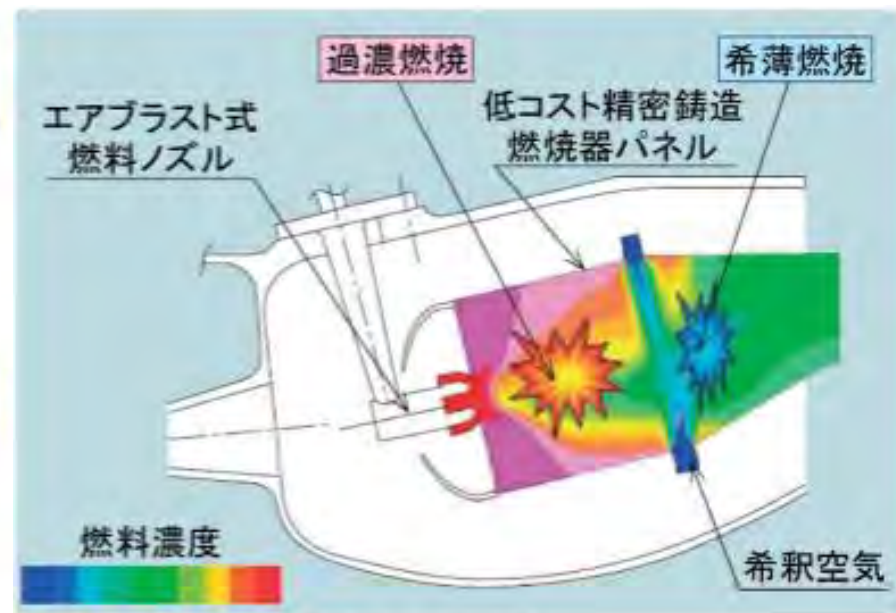 過濃燃焼
希薄燃焼
エアブラスト式
燃料ノズル
低コスト精密鋳造
燃焼器パネル
燃料濃度
希釈空気